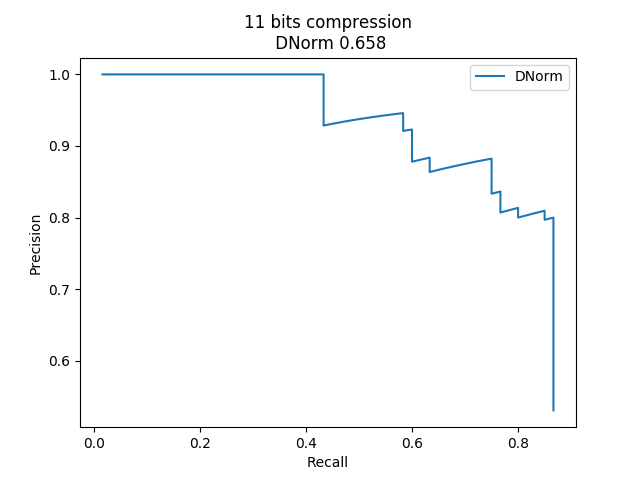 11 bits compression
DNorm 0.658
DNorm
1.0
0.9
0.8
0.7
0.6
Precision
0.0 0.2 0.4 0.6 0.8
Recall